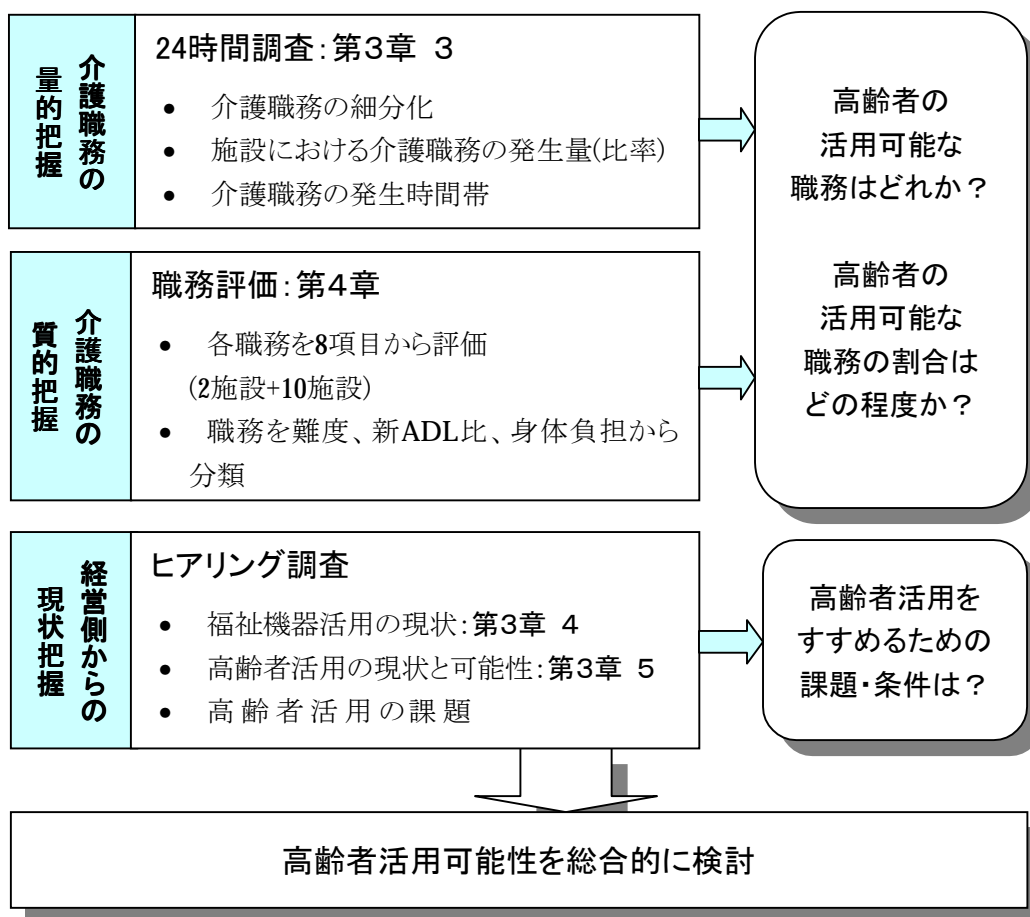 介護職務の
量的把握
24時間調査：第3章 3
• 介護職務の細分化
• 施設における介護職務の発生量(比率)
• 介護職務の発生時間帯
介護職務の
質的把握
職務評価：第4章
• 各職務を8項目から評価
(2施設+10施設)
• 職務を難度、新ADL比、身体負担から
分類
高齢者の
活用可能な
職務はどれか？
高齢者の
活用可能な
職務の割合は
どの程度か？
経営側からの
現状把握
ヒアリング調査
• 福祉機器活用の現状：第3章 4
• 高齢者活用の現状と可能性：第3章 5
• 高齢者活用の課題
高齢者活用を
すすめるための
課題・条件は？
高齢者活用可能性を総合的に検討